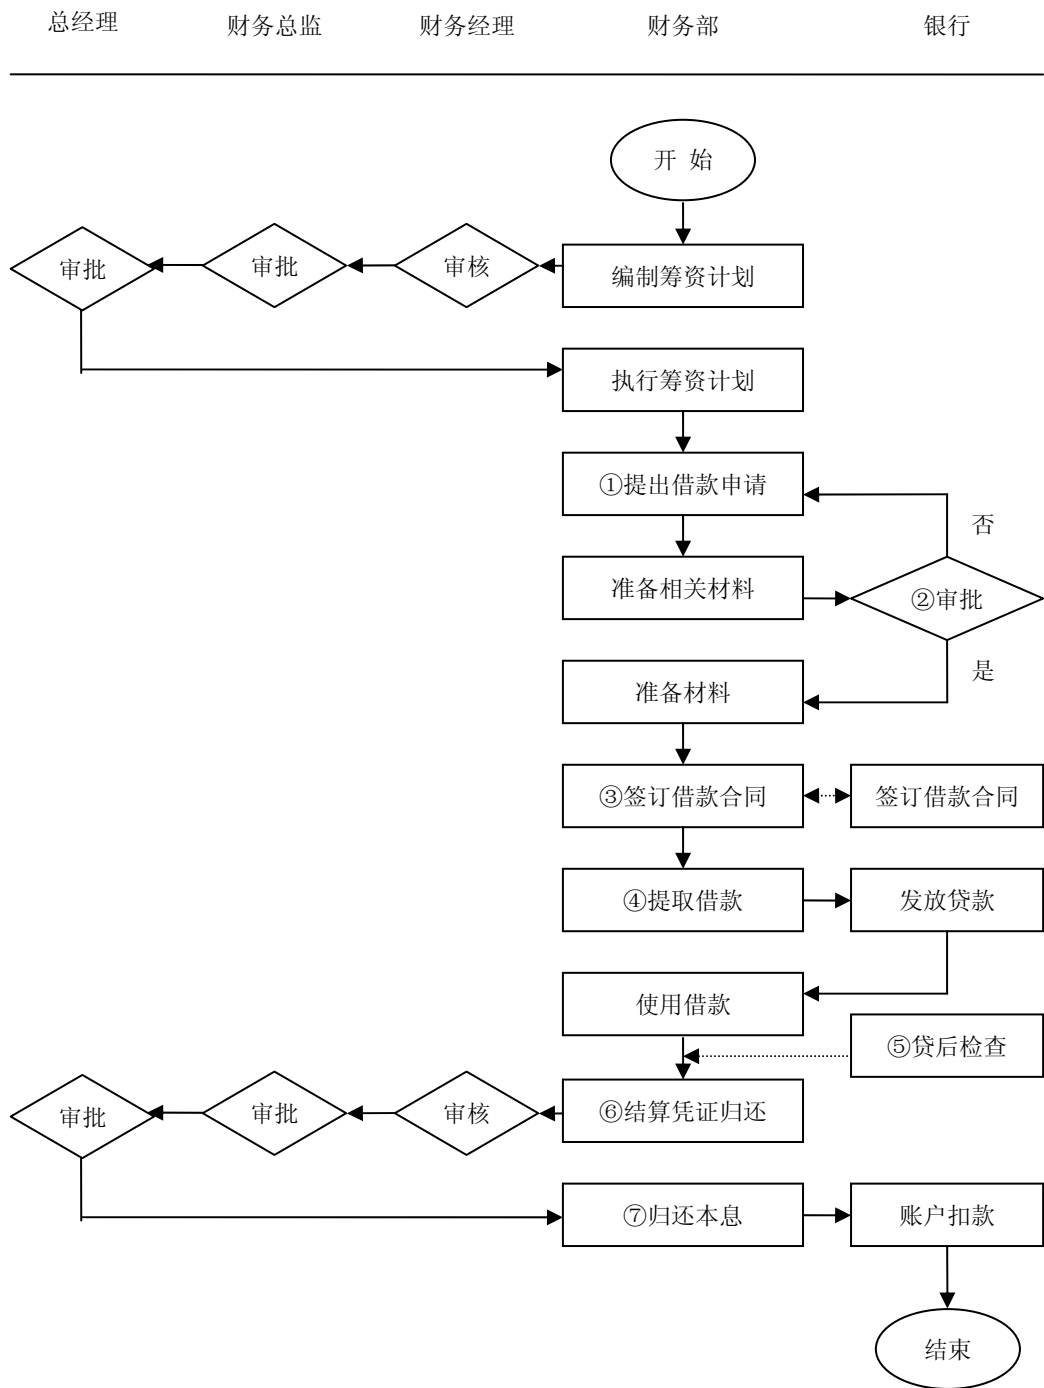 总经理
财务总监
财务经理
财务部
银行
开 始
审批
审批
审核
编制筹资计划
执行筹资计划
①提出借款申请
否
准备相关材料
②审批
是
准备材料
③签订借款合同
签订借款合同
④提取借款
发放贷款
使用借款
⑤贷后检查
审批
审批
审核
⑥结算凭证归还
⑦归还本息
账户扣款
结束